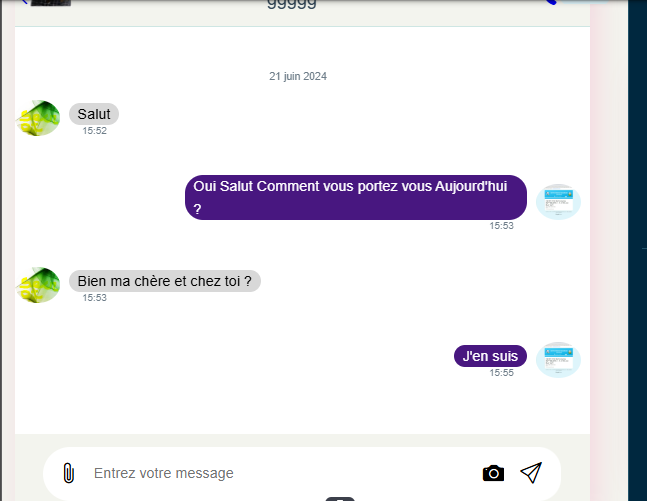 99999
21 juin 2024
Salut
15:52
Oui Salut Comment vous portez vous Aujourd'hui
?
15:53
Bien ma chère et chez toi ?
15:53
J'en suis
15:55
Entrez votre message